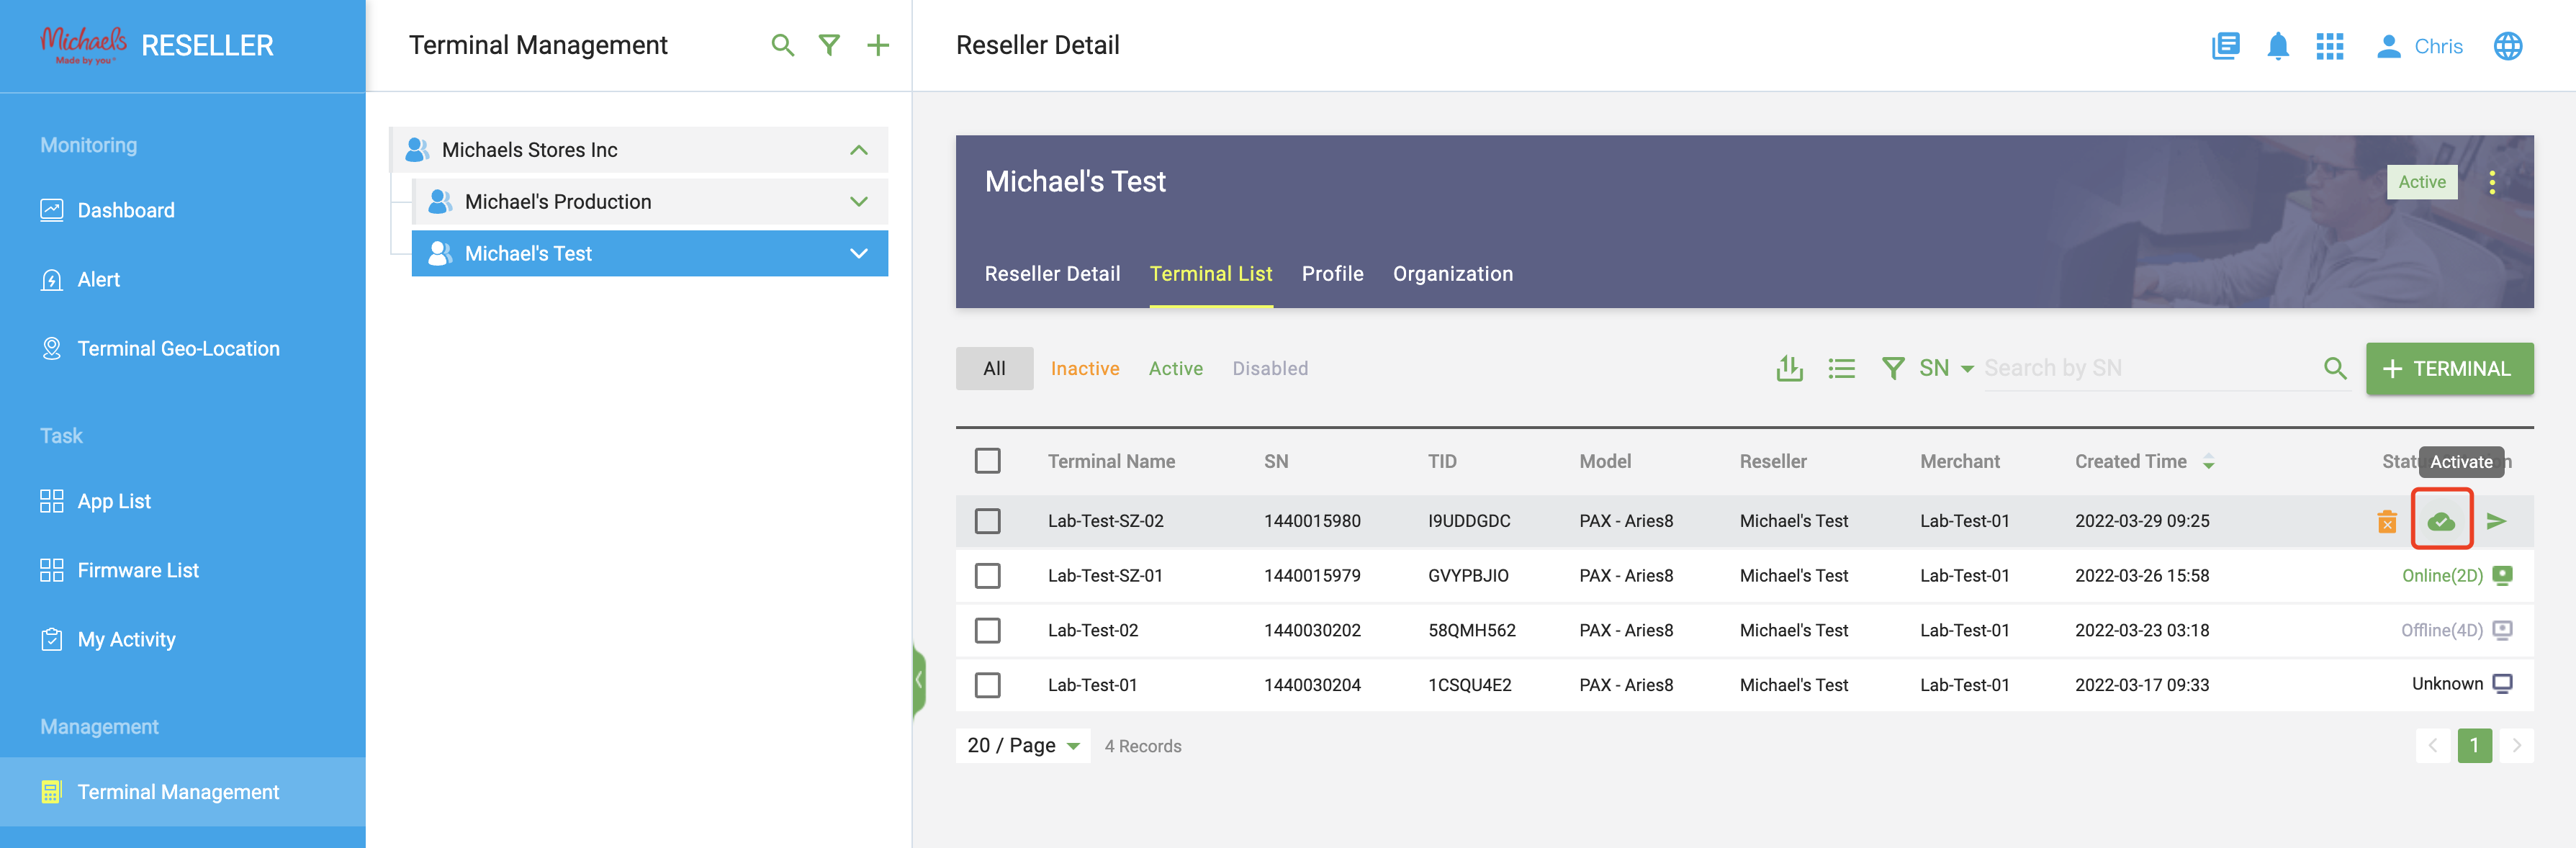 Michaels
Made by you
RESELLER
Terminal Management
Reseller Detail
Chris
Monitoring
Dashboard
Alert
Terminal Geo-Location
Task
App List
Firmware List
My Activity
Management
Terminal Management
Michaels Stores Inc
Michael's Production
Michael's Test
Michael's Test
Active
Reseller Detail Terminal List Profile Organization
All Inactive Active Disabled
SN Search by SN
+ TERMINAL
Terminal Name SN TID Model Reseller Merchant Created Time
Activate
Lab-Test-SZ-02 1440015980 I9UDDGDC PAX - Aries8 Michael's Test Lab-Test-01 2022-03-29 09:25
Lab-Test-SZ-01 1440015979 GVYPBJIO PAX - Aries8 Michael's Test Lab-Test-01 2022-03-26 15:58 Online(2D)
Lab-Test-02 1440030202 58QMH562 PAX - Aries8 Michael's Test Lab-Test-01 2022-03-23 03:18 Offline(4D)
Lab-Test-01 1440030204 1CSQU4E2 PAX - Aries8 Michael's Test Lab-Test-01 2022-03-17 09:33 Unknown
20 / Page 4 Records
1